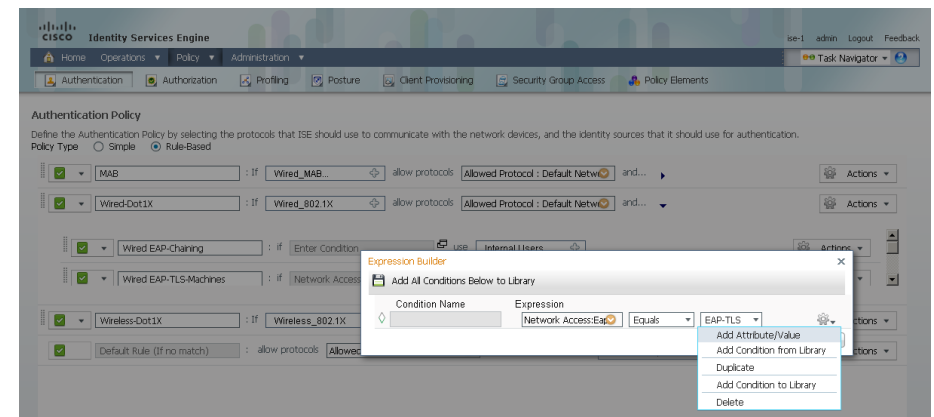 CISCO Identity Services Engine
ise-1 admin Logout Feedback
Home Operations Policy Administration
Task Navigator
Authentication Authorization Profiling Posture Client Provisioning Security Group Access Policy Elements
Authentication Policy
Define the Authentication Policy by selecting the protocols that ISE should use to communicate with the network devices, and the identity sources that it should use for authentication.
Policy Type Simple Rule-Based
MAB : If Wired_MAB... allow protocols Allowed Protocol : Default Netwo and... Actions
Wired-Dot1X : If Wired_802.1X allow protocols Allowed Protocol : Default Netwo and... Actions
Wired EAP-Chaining : if Enter Condition use Internal Users Actions
Wired EAP-TLS-Machines : if Network Access
Wireless-Dot1X : If Wireless_802.1X ctions
Default Rule (If no match) : allow protocols Allowed ctions
Expression Builder
Add All Conditions Below to Library
Condition Name Expression
Network Access:Eap Equals EAP-TLS
Add Attribute/Value
Add Condition from Library
Duplicate
Add Condition to Library
Delete